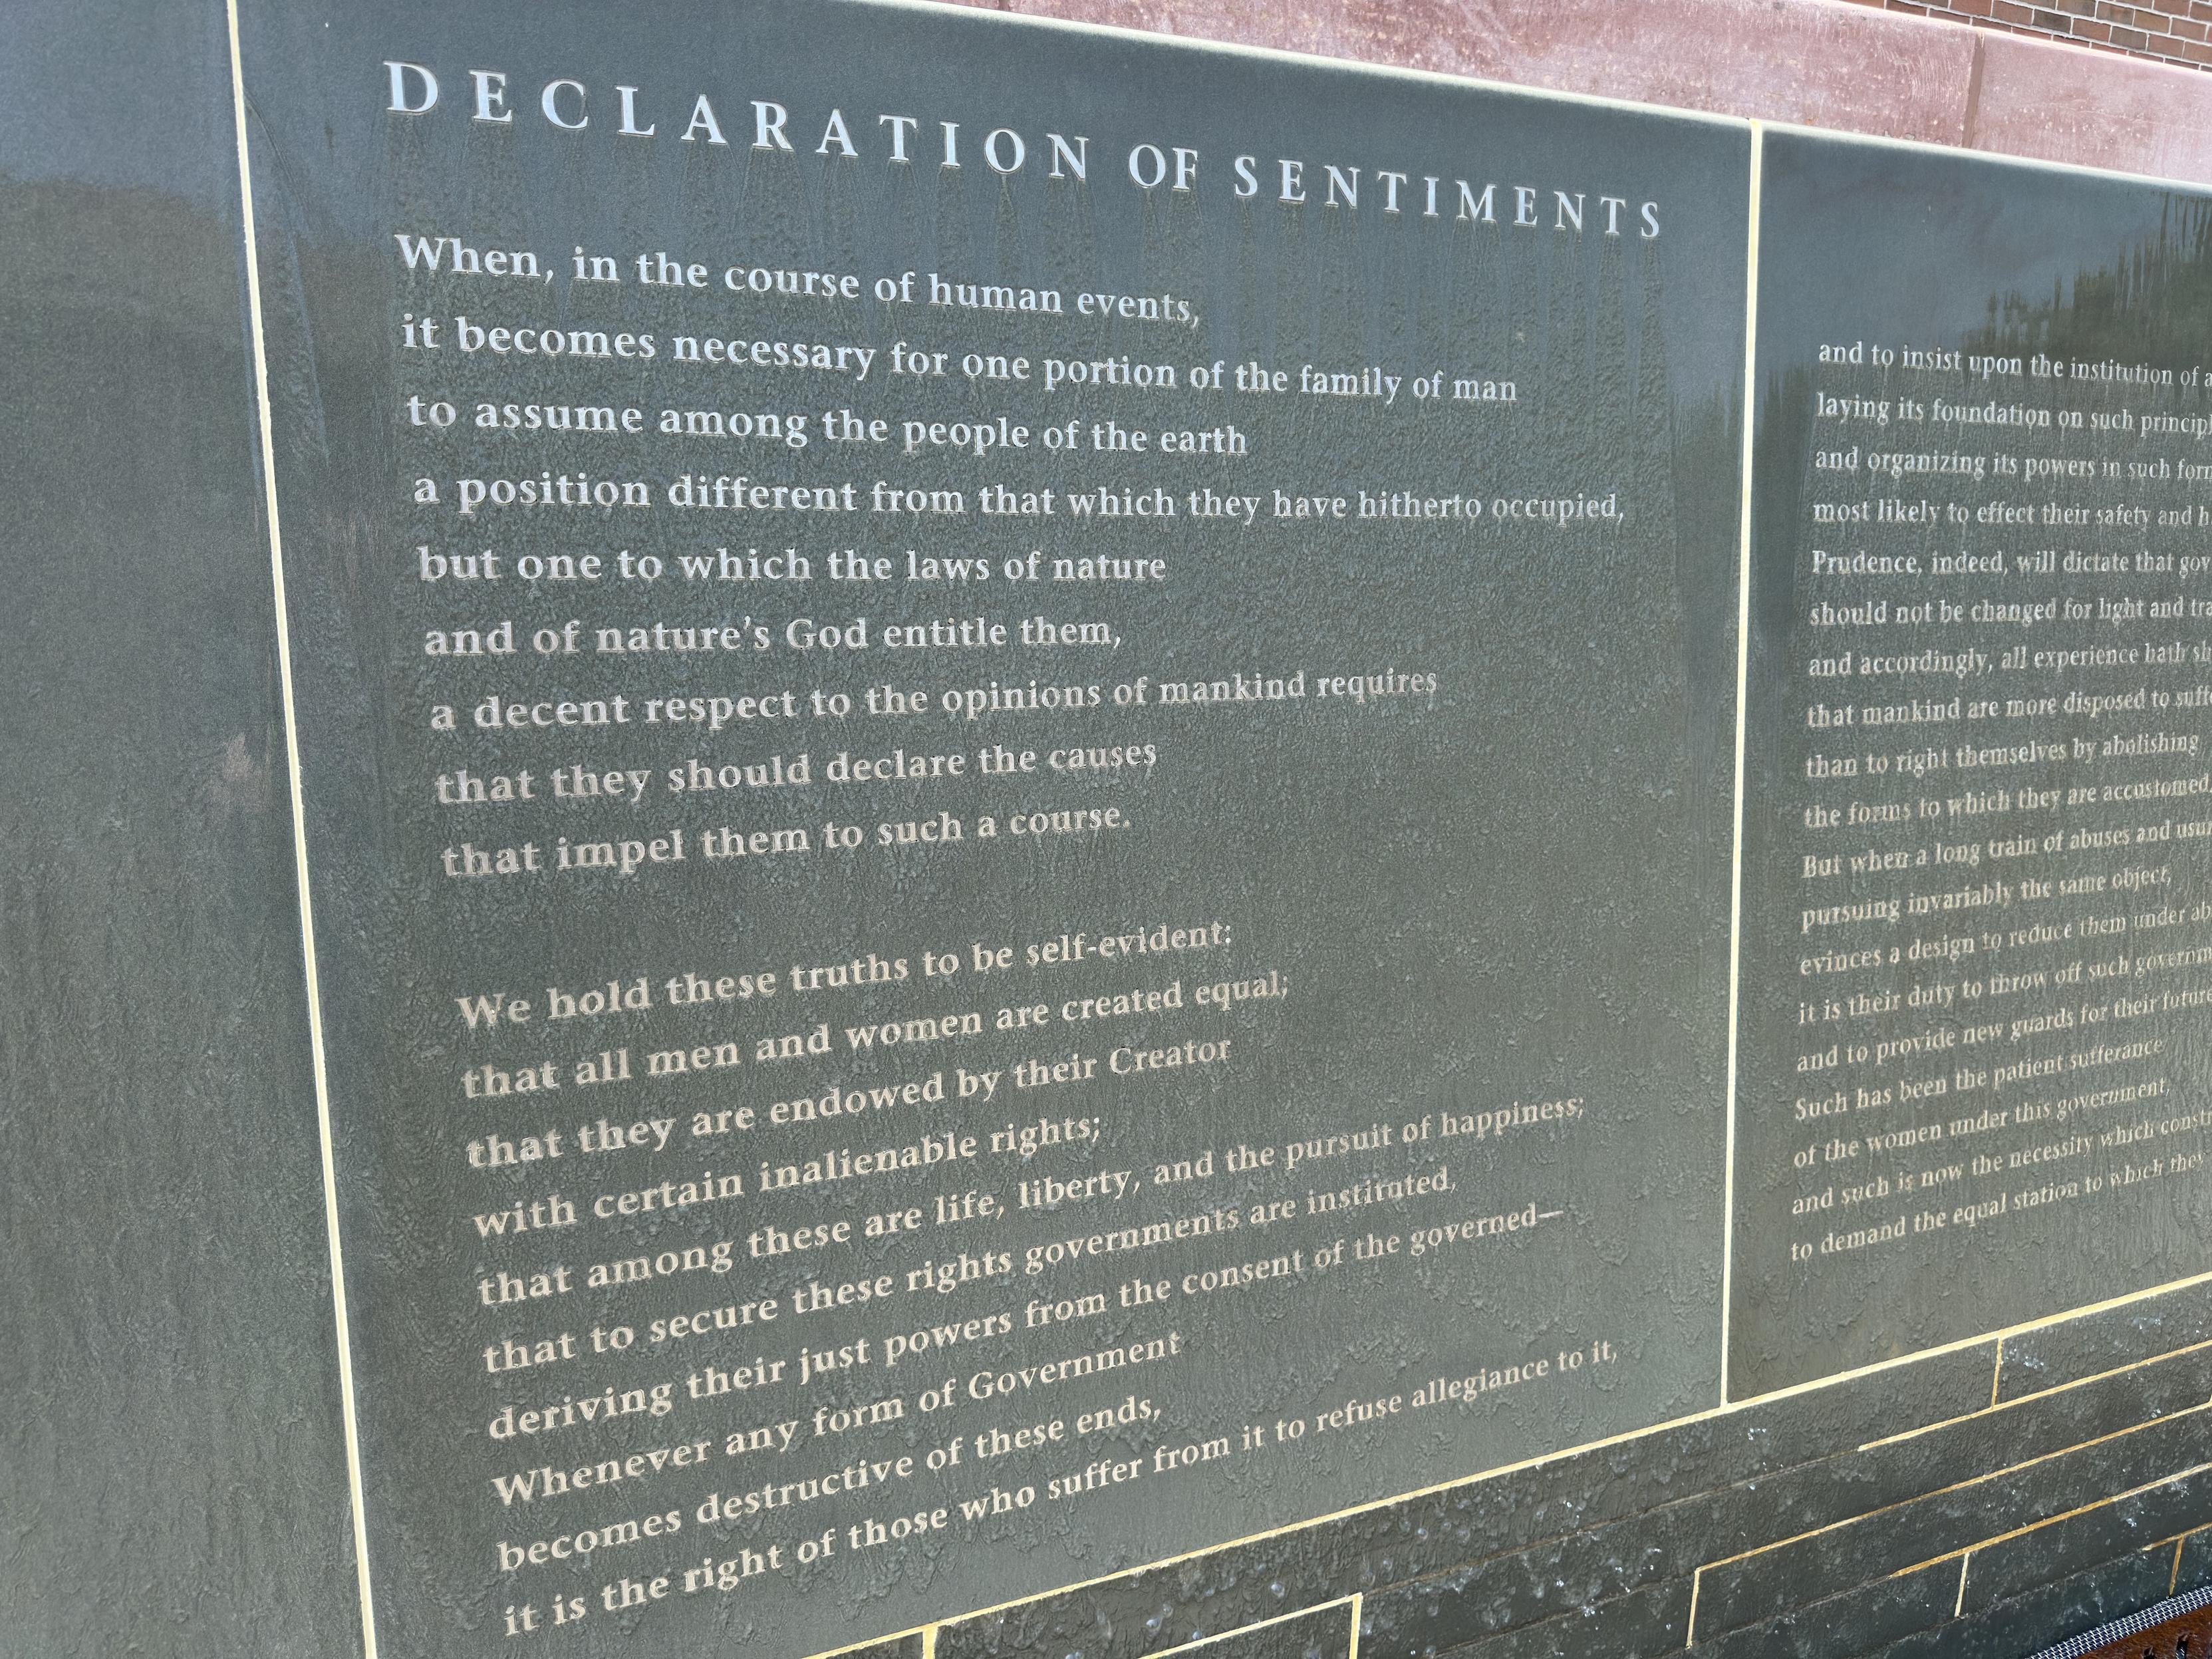 DECLARATION OF SENTIMENTS
When, in the course of human events,
it becomes necessary for one portion of the family of man
to assume among the people of the earth
a position different from that which they have hitherto occupied,
but one to which the laws of nature
and of nature's God entitle them,
a decent respect to the opinions of mankind requires
that they should declare the causes
that impel them to such a course.
We hold these truths to be self-evident:
that all men and women are created equal;
that they are endowed by their Creator
with certain inalienable rights;
that among these are life, liberty, and the pursuit of happiness;
that to secure these rights governments are instituted,
deriving their just powers from the consent of the governed—
Whenever any form of Government
becomes destructive of these ends,
it is the right of those who suffer from it to refuse allegiance to it,
and to insist upon the institution of
laying its foundation on such
and organizing its powers in such
most likely to effect their safety and
Prudence, indeed, will dictate that
should not be changed for light and
and accordingly, all experience hath
that mankind are more disposed to
than to right themselves by abolishing
the forms to which they are accustomed,
But when a long train of abuses and
pursuing invariably the same object,
evinces a design to reduce them under
it is their duty to throw off such
and to provide new guards for their future
Such has been the patient sufferance
of the women under this government,
and such is now the necessity which
to demand the equal station to which they